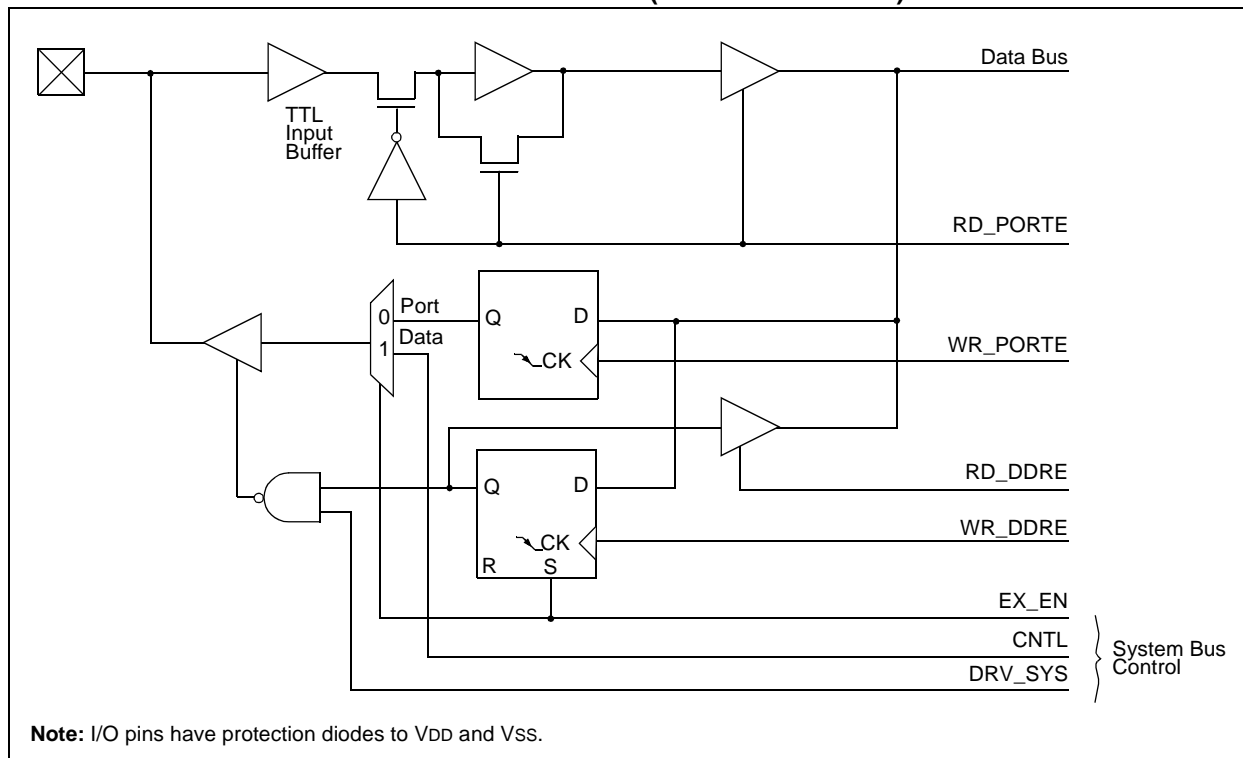 Data Bus
TTL
Input
Buffer
RD_PORTE
0
Port
Data
1
Q
D
CK
WR_PORTE
Q
D
RD_DDRE
CK
WR_DDRE
R
S
EX_EN
CNTL
System Bus
Control
DRV_SYS
Note: I/O pins have protection diodes to VDD and VSS.